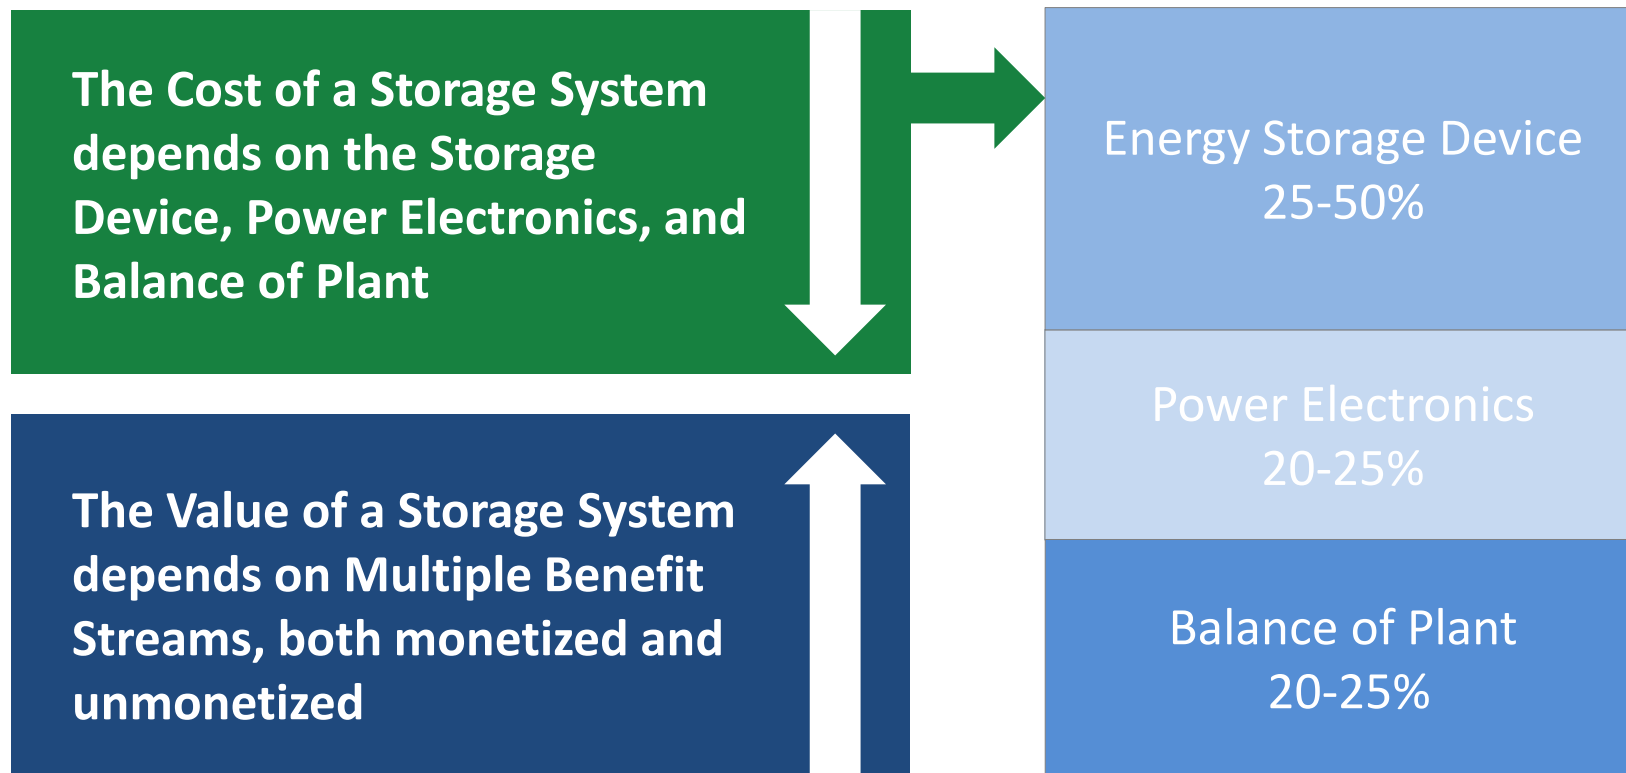 The Cost of a Storage System
depends on the Storage
Device, Power Electronics, and
Balance of Plant
The Value of a Storage System
depends on Multiple Benefit
Streams, both monetized and
unmonetized
Energy Storage Device
25-50%
Power Electronics
20-25%
Balance of Plant
20-25%